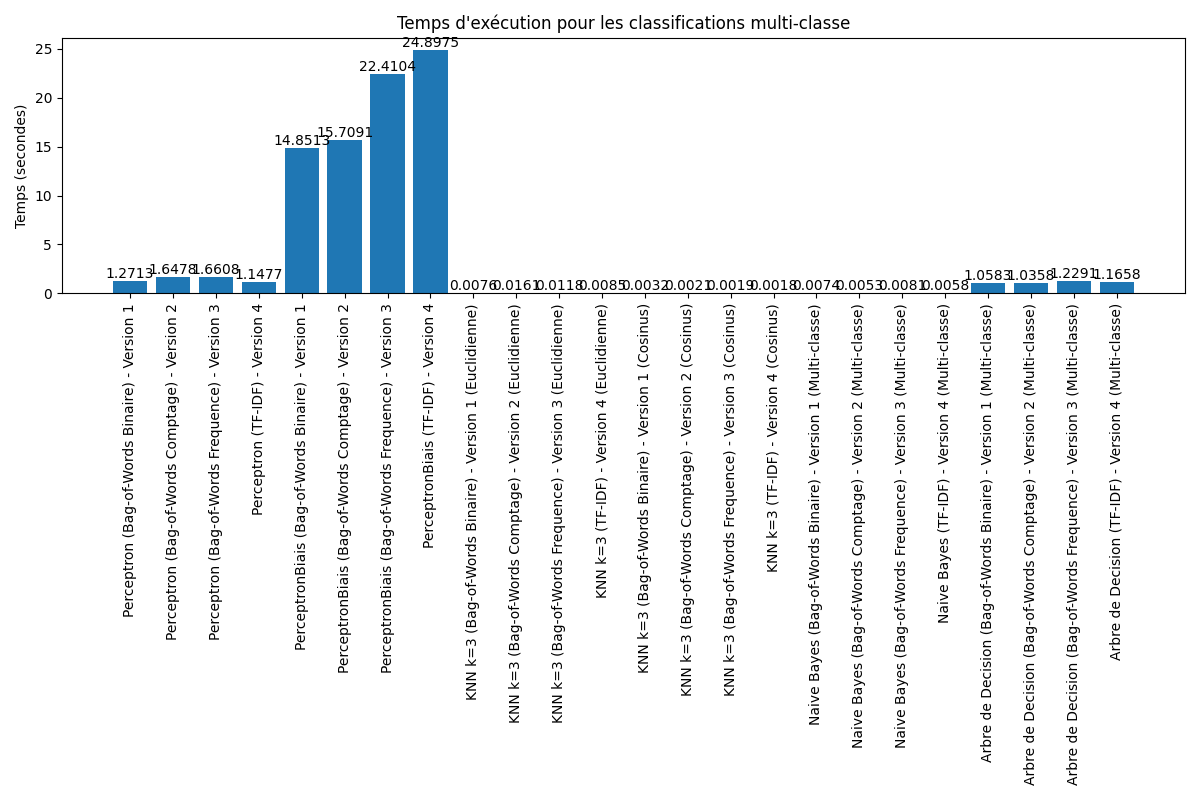 Temps d'exécution pour les classifications multi-classe
Temps (secondes)
25
20
15
10
5
0
1.2713
1.6478
1.6608
1.1477
14.8513
15.7091
22.4104
24.8975
0.0076
0.0161
0.0118
0.0085
0.0032
0.0021
0.0019
0.0018
0.0074
0.0053
0.0081
0.0058
1.0583
1.0358
1.2291
1.1658
Perceptron (Bag-of-Words Binaire) - Version 1
Perceptron (Bag-of-Words Comptage) - Version 2
Perceptron (Bag-of-Words Frequence) - Version 3
Perceptron (TF-IDF) - Version 4
PerceptronBiais (Bag-of-Words Binaire) - Version 1
PerceptronBiais (Bag-of-Words Comptage) - Version 2
PerceptronBiais (Bag-of-Words Frequence) - Version 3
PerceptronBiais (TF-IDF) - Version 4
KNN k=3 (Bag-of-Words Binaire) - Version 1 (Euclidienne)
KNN k=3 (Bag-of-Words Comptage) - Version 2 (Euclidienne)
KNN k=3 (Bag-of-Words Frequence) - Version 3 (Euclidienne)
KNN k=3 (TF-IDF) - Version 4 (Euclidienne)
KNN k=3 (Bag-of-Words Binaire) - Version 1 (Cosinus)
KNN k=3 (Bag-of-Words Comptage) - Version 2 (Cosinus)
KNN k=3 (Bag-of-Words Frequence) - Version 3 (Cosinus)
KNN k=3 (TF-IDF) - Version 4 (Cosinus)
Naive Bayes (Bag-of-Words Binaire) - Version 1 (Multi-classe)
Naive Bayes (Bag-of-Words Comptage) - Version 2 (Multi-classe)
Naive Bayes (Bag-of-Words Frequence) - Version 3 (Multi-classe)
Naive Bayes (TF-IDF) - Version 4 (Multi-classe)
Arbre de Decision (Bag-of-Words Binaire) - Version 1 (Multi-classe)
Arbre de Decision (Bag-of-Words Comptage) - Version 2 (Multi-classe)
Arbre de Decision (Bag-of-Words Frequence) - Version 3 (Multi-classe)
Arbre de Decision (TF-IDF) - Version 4 (Multi-classe)